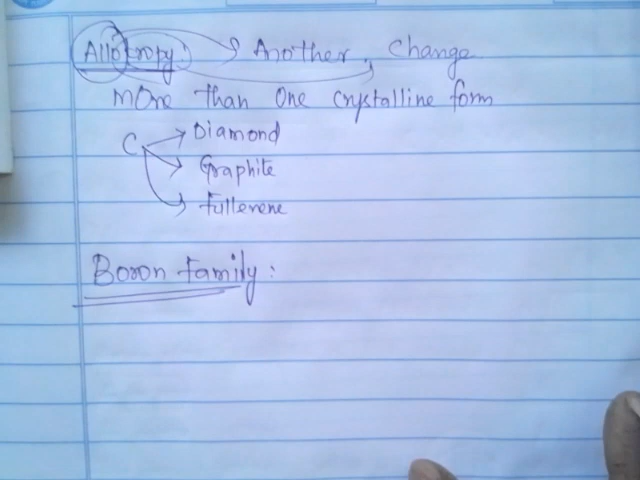 Allotropy: → Another, Change
more than one crystalline form
C → Diamond
→ Graphite
→ Fullerene
Boron family: